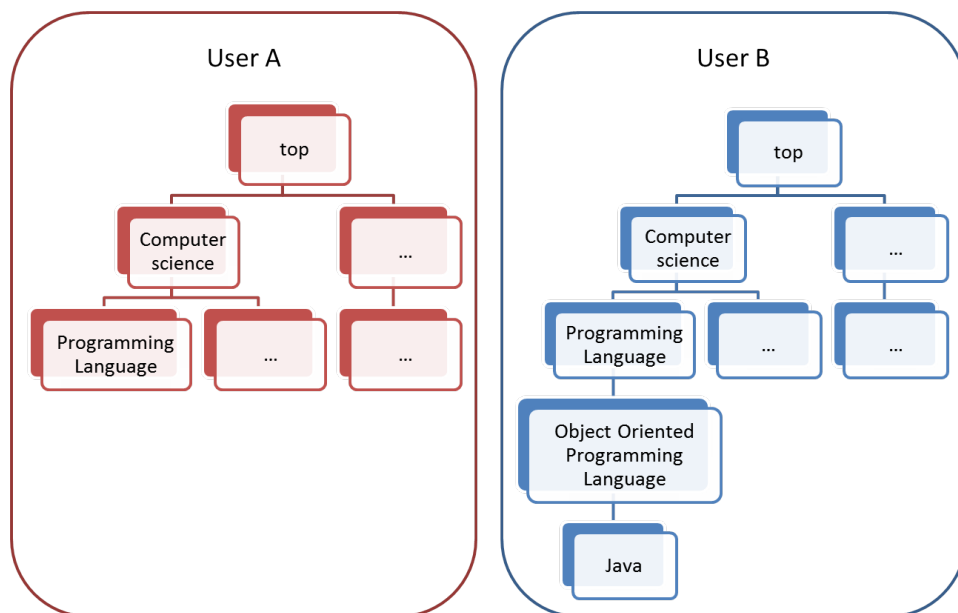 User A
top
Computer
science
...
Programming
Language
...
...
User B
top
Computer
science
...
Programming
Language
...
...
Object Oriented
Programming
Language
Java